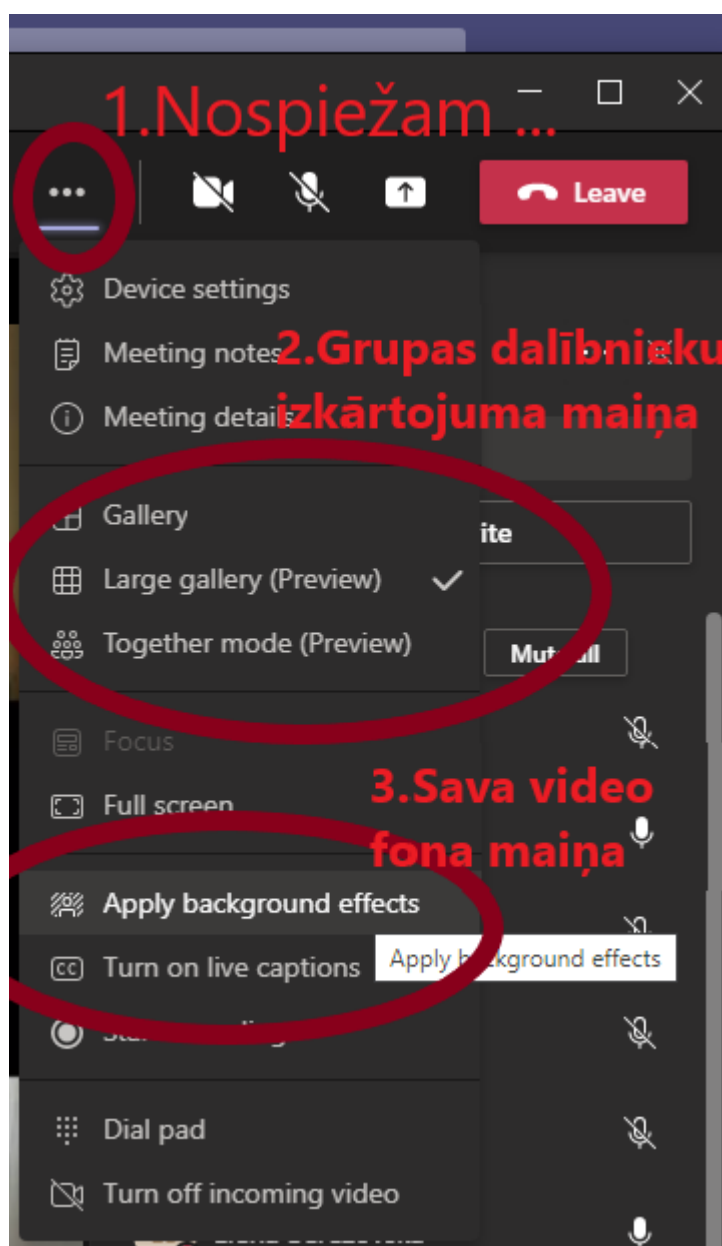 1.Nospiežam ...
Leave
Device settings
Meeting notes
2.Grupas dalībnieku
Meeting details
izkārtojuma maiņa
Gallery
Large gallery (Preview)
Together mode (Preview)
Mute all
Focus
3.Sava video
Full screen
fona maiņa
Apply background effects
Turn on live captions
Apply background effects
Dial pad
Turn off incoming video